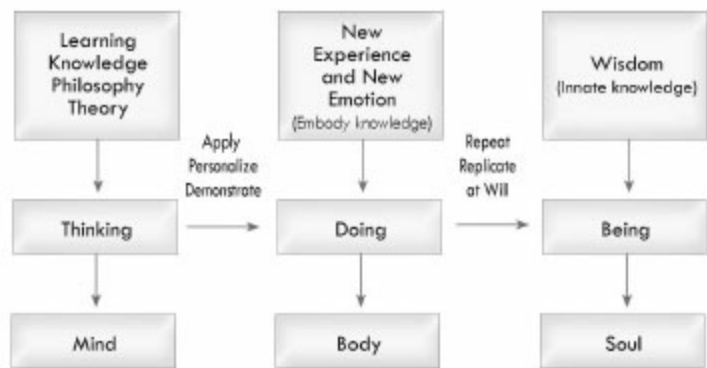 Learning
Knowledge
Philosophy
Theory
New
Experience
and New
Emotion
(Embody knowledge)
Wisdom
(Innate knowledge)
Apply
Personalize
Demonstrate
Repeat
Replicate
at Will
Thinking
Doing
Being
Mind
Body
Soul